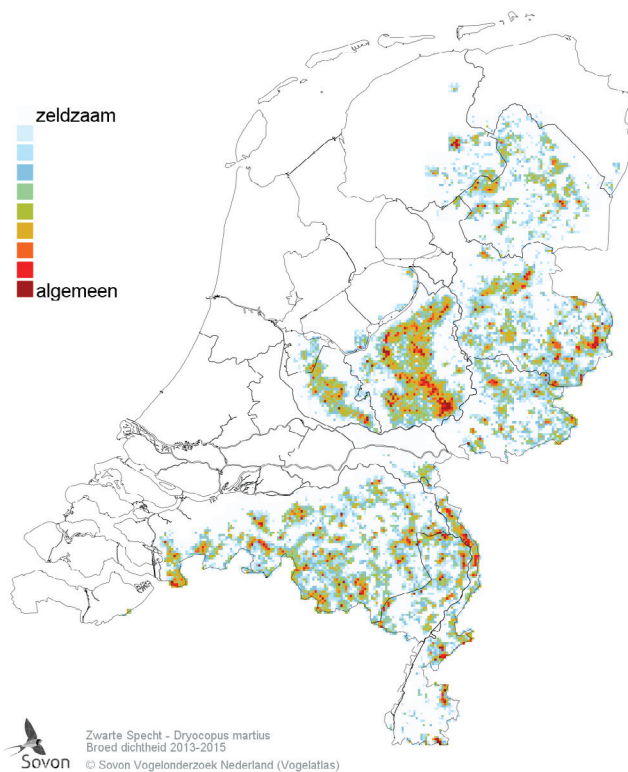 zeldzaam
algemeen
Sovon
Zwarte Specht - Dryocopus martius
Broed dichtheid 2013-2015
© Sovon Vogelonderzoek Nederland (Vogelatlas)